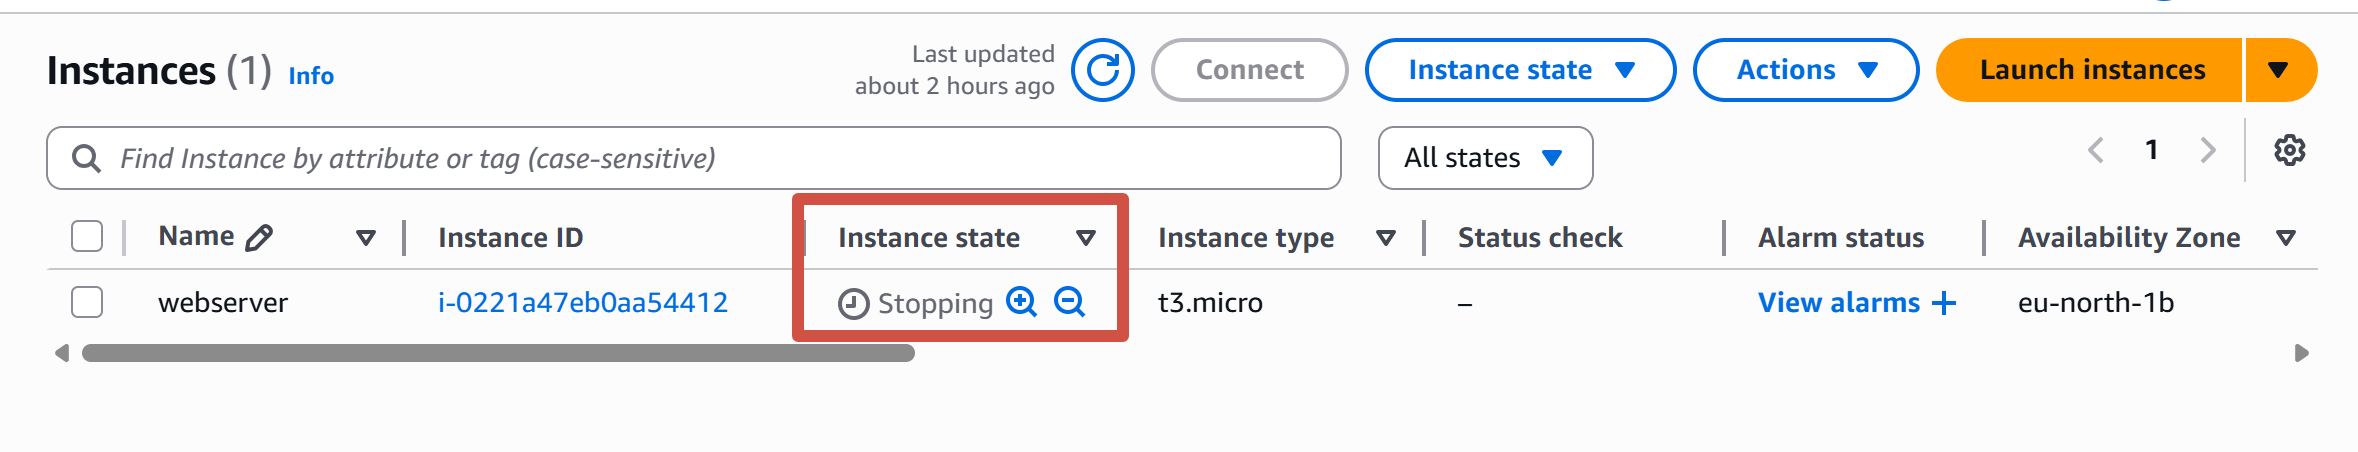 Instances (1) Info
Last updated
about 2 hours ago
Connect
Instance state
Actions
Launch instances
Find Instance by attribute or tag (case-sensitive)
All states
1
Name Instance ID Instance state Instance type Status check Alarm status Availability Zone
webserver i-0221a47eb0aa54412 Stopping t3.micro – View alarms + eu-north-1b